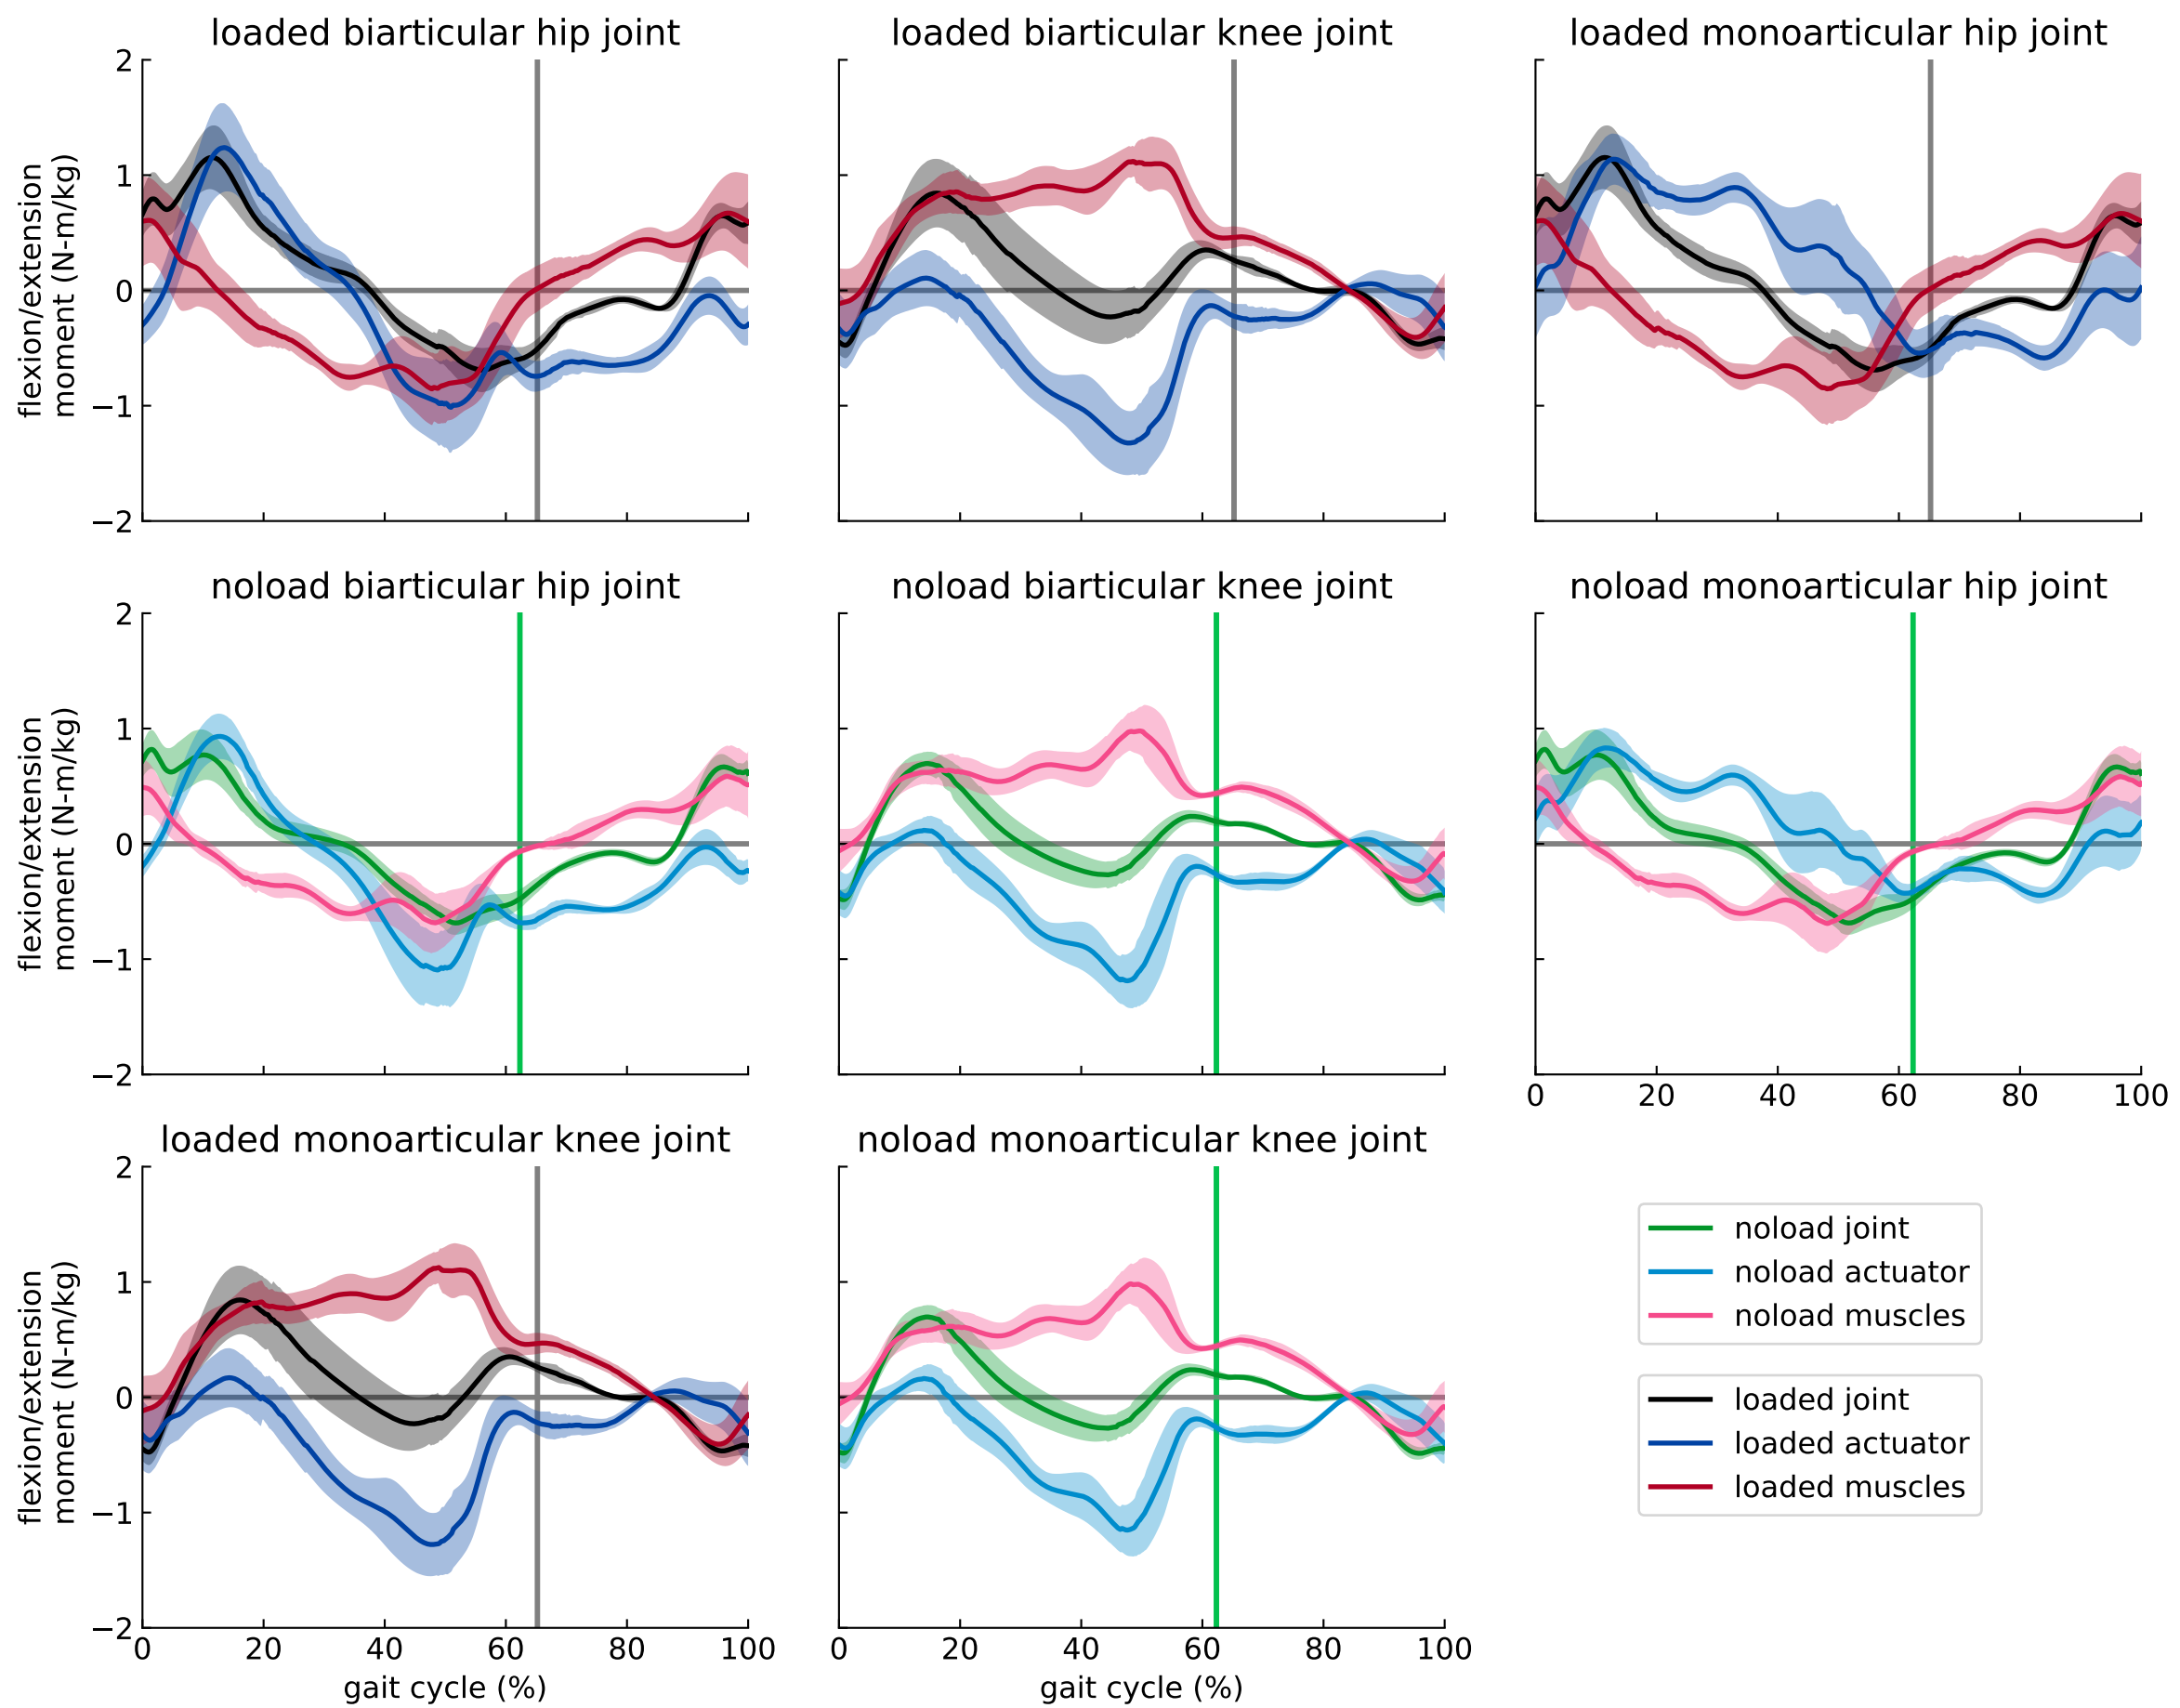 loaded biarticular hip joint
loaded biarticular knee joint
loaded monoarticular hip joint
2
1
0
−1
−2
flexion/extension
moment (N-m/kg)
noload biarticular hip joint
noload biarticular knee joint
noload monoarticular hip joint
2
1
0
−1
−2
flexion/extension
moment (N-m/kg)
0 20 40 60 80 100
loaded monoarticular knee joint
noload monoarticular knee joint
2
1
0
−1
−2
flexion/extension
moment (N-m/kg)
0 20 40 60 80 100
gait cycle (%)
0 20 40 60 80 100
gait cycle (%)
noload joint
noload actuator
noload muscles
loaded joint
loaded actuator
loaded muscles